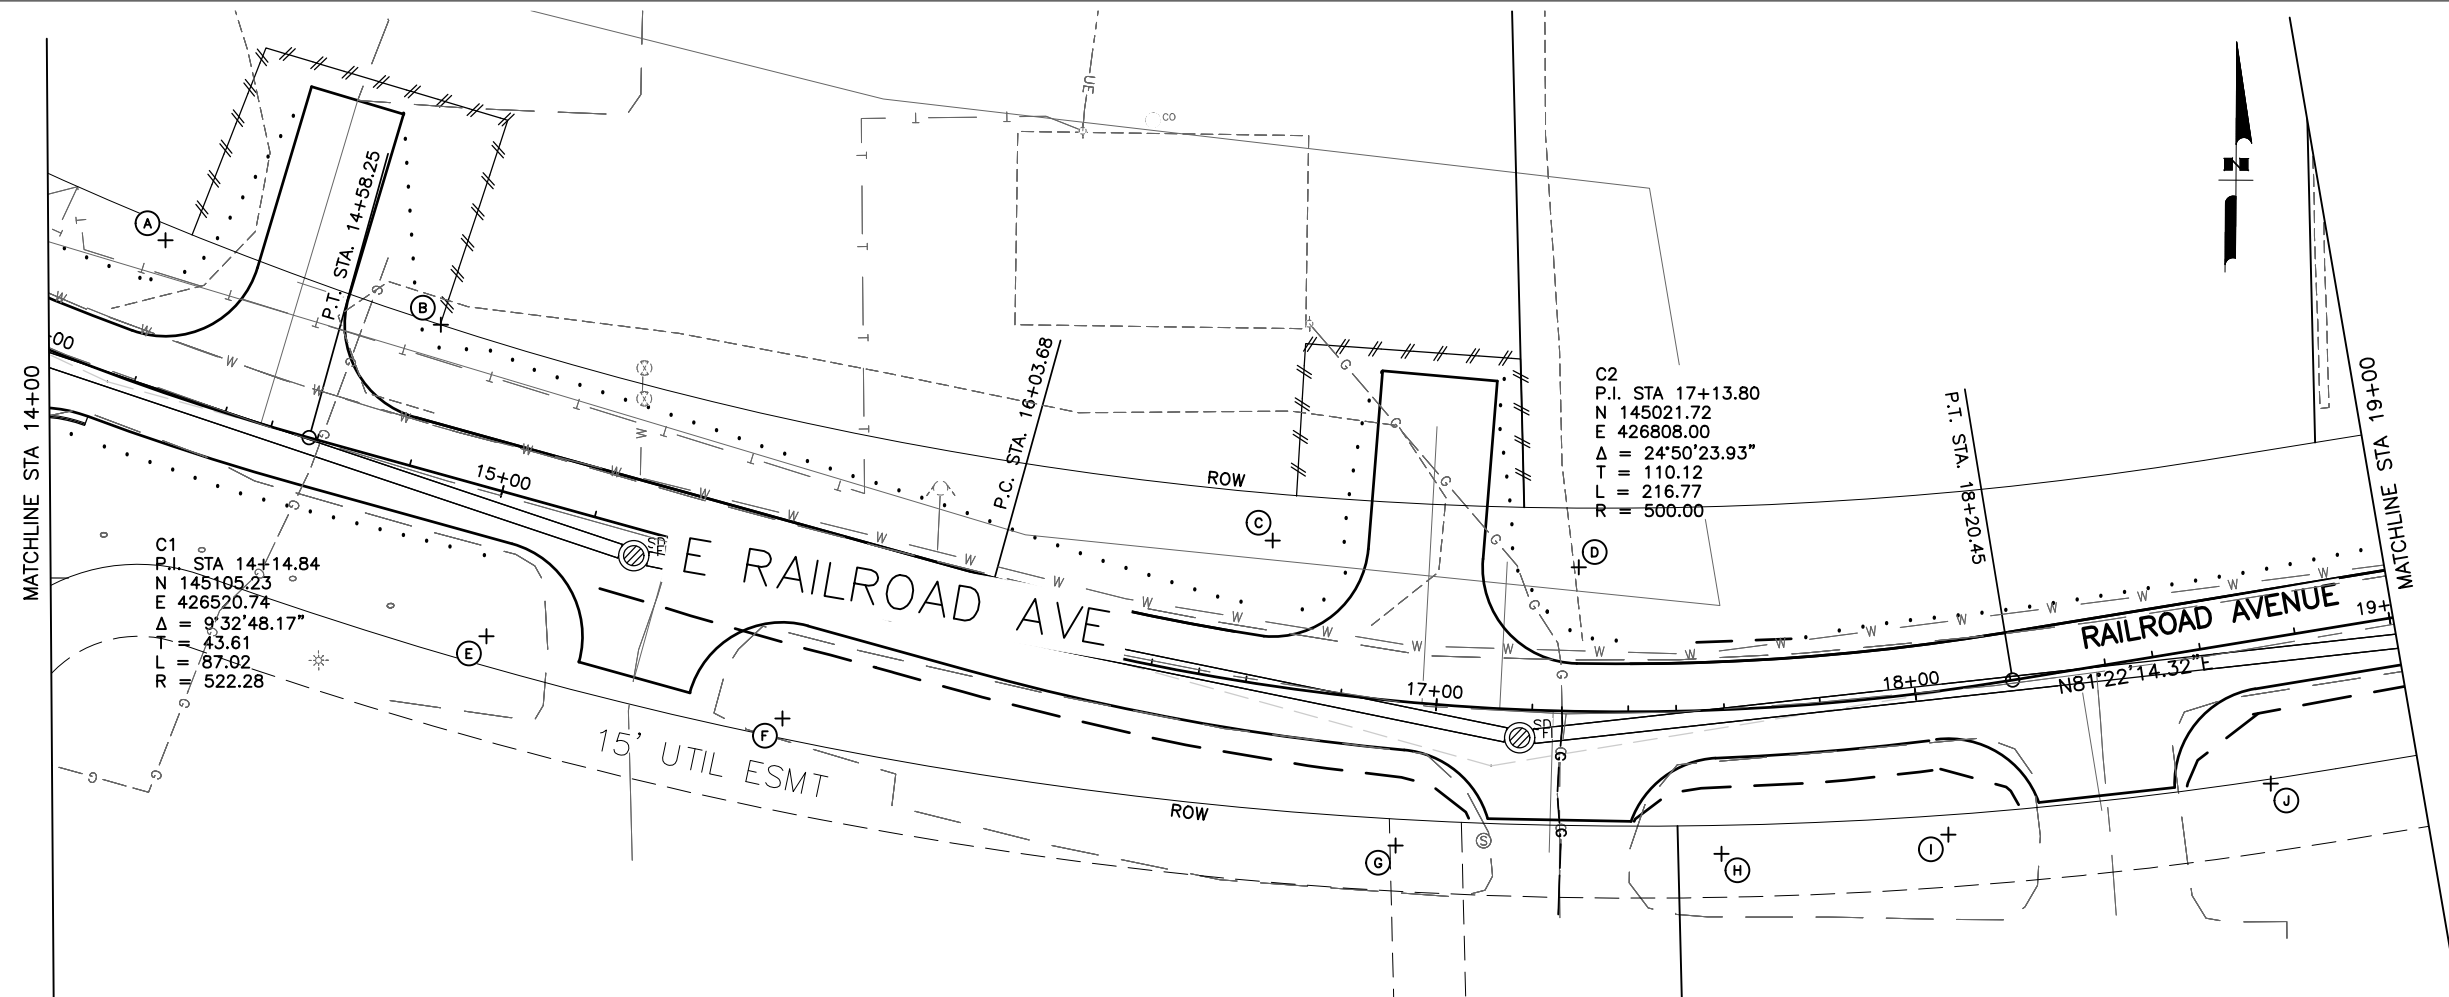 UE
CO
P.T. STA. 14+58.25
A
B
-00
MATCHLINE STA 14+00
15+00
P.C. STA. 16+03.68
ROW
C
D
C2
P.I. STA 17+13.80
N 145021.72
E 426808.00
Δ = 24°50'23.93"
T = 110.12
L = 216.77
R = 500.00
P.T. STA. 18+20.45
MATCHLINE STA 19+00
C1
P.I. STA 14+14.84
N 145105.23
E 426520.74
Δ = 9°32'48.17"
T = 43.61
L = 87.02
R = 522.28
SD
E RAILROAD AVE
RAILROAD AVENUE
19+
N81°22'14.32"E
17+00
18+00
SD
E
F
15' UTIL ESMT
ROW
S
G
H
I
J
W
T
G
N